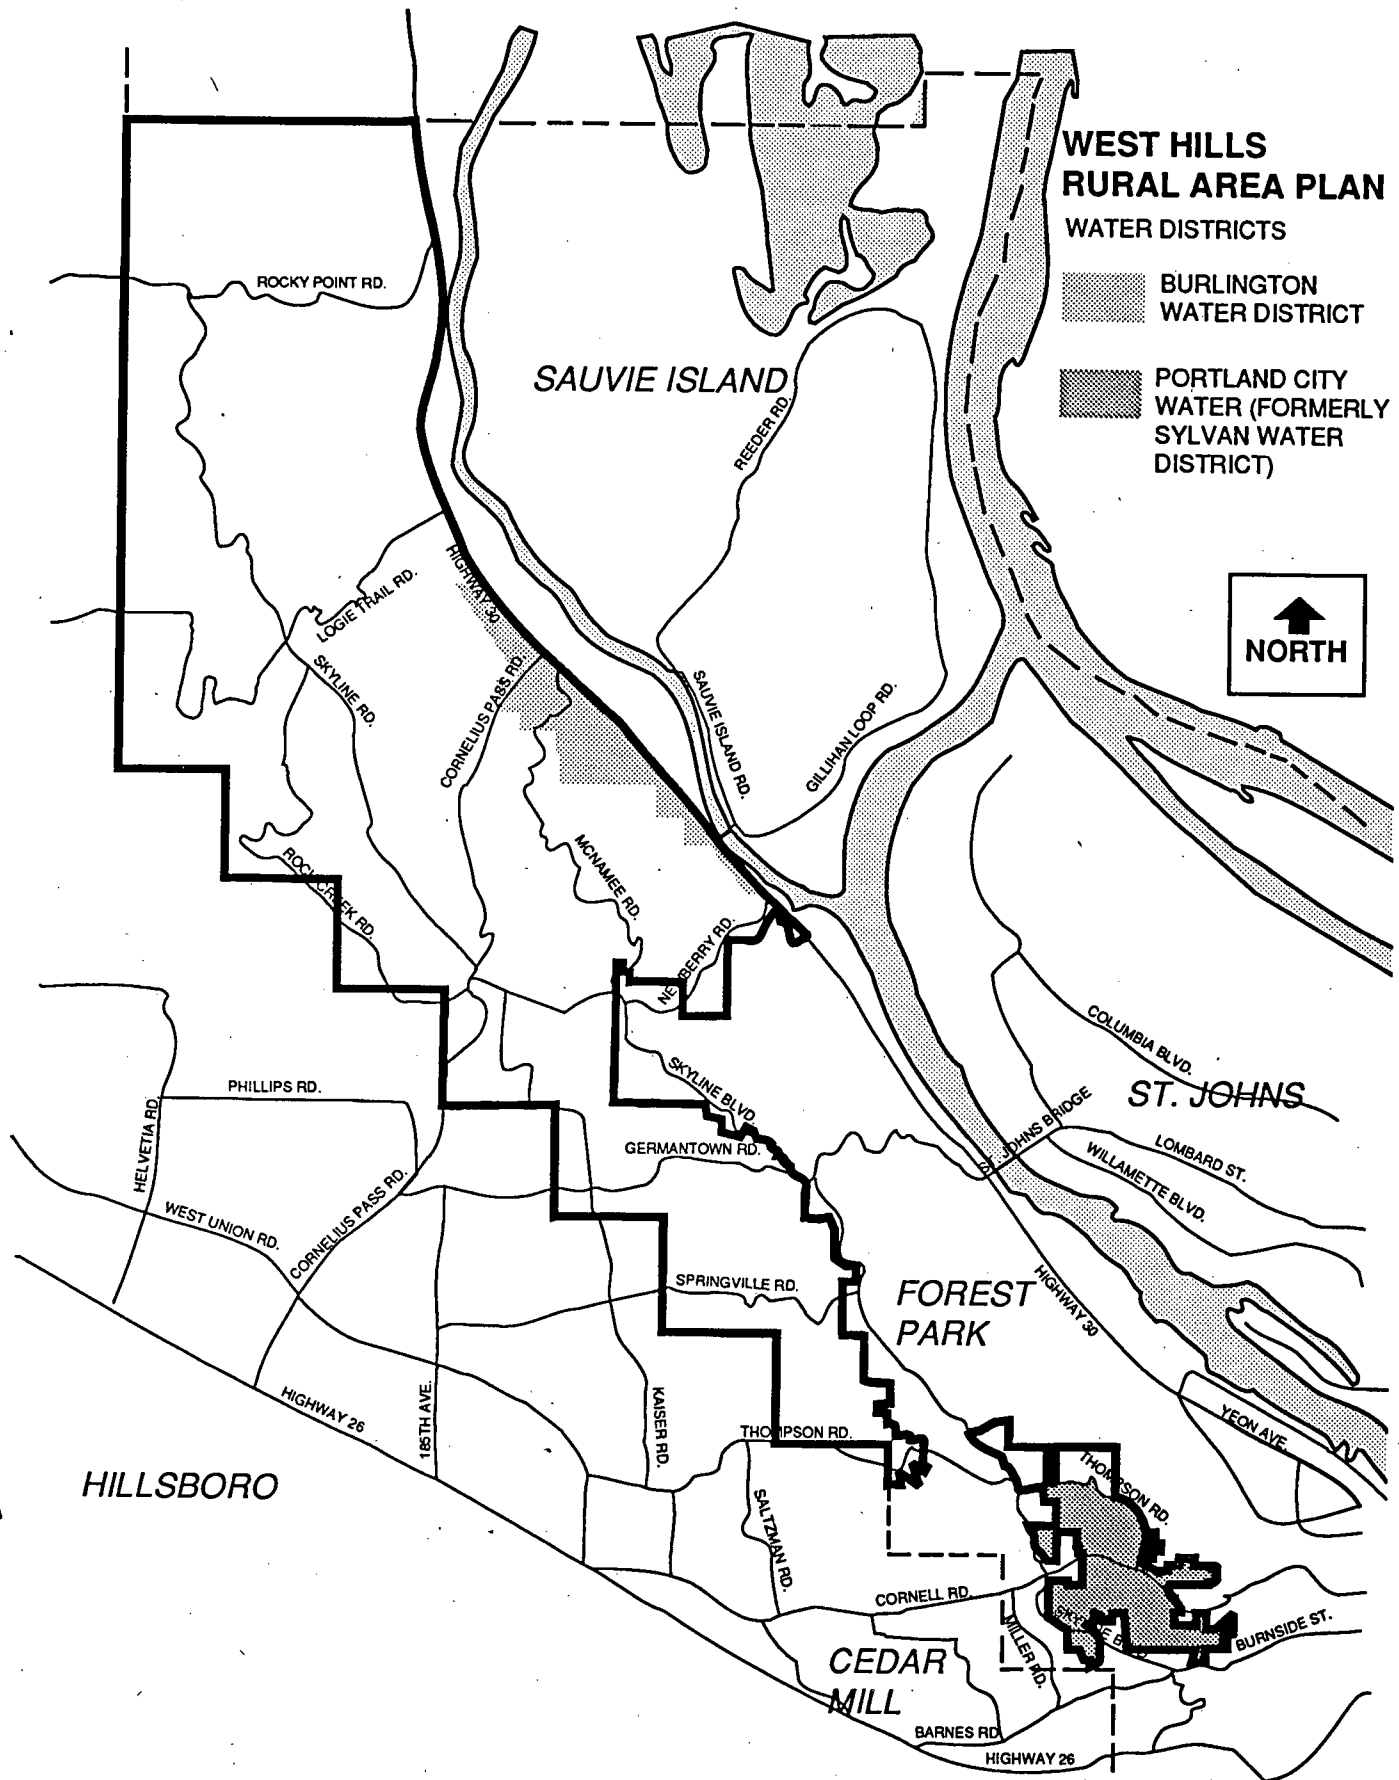 WEST HILLS
RURAL AREA PLAN
WATER DISTRICTS
BURLINGTON
WATER DISTRICT
PORTLAND CITY
WATER (FORMERLY
SYLVAN WATER
DISTRICT)
NORTH
ROCKY POINT RD.
SAUVIE ISLAND
REEDER RD.
HIGHWAY 30
LOGIE TRAIL RD.
SKYLINE RD.
CORNELIUS PASS RD.
SAUVIE ISLAND RD.
GILLIHAN LOOP RD.
MCNAMEE RD.
ROCK CREEK RD.
NEWBERRY RD.
COLUMBIA BLVD.
ST. JOHNS
SKYLINE BLVD.
PHILLIPS RD.
HELVETIA RD.
GERMANTOWN RD.
ST. JOHNS BRIDGE
LOMBARD ST.
WILLAMETTE BLVD.
WEST UNION RD.
CORNELIUS PASS RD.
SPRINGVILLE RD.
FOREST
PARK
HIGHWAY 30
HIGHWAY 26
185TH AVE.
KAISER RD.
THOMPSON RD.
YEON AVE.
HILLSBORO
THOMPSON RD.
SALTZMAN RD.
CORNELL RD.
MILLER RD.
BURNSIDE ST.
CEDAR
MILL
BARNES RD.
HIGHWAY 26